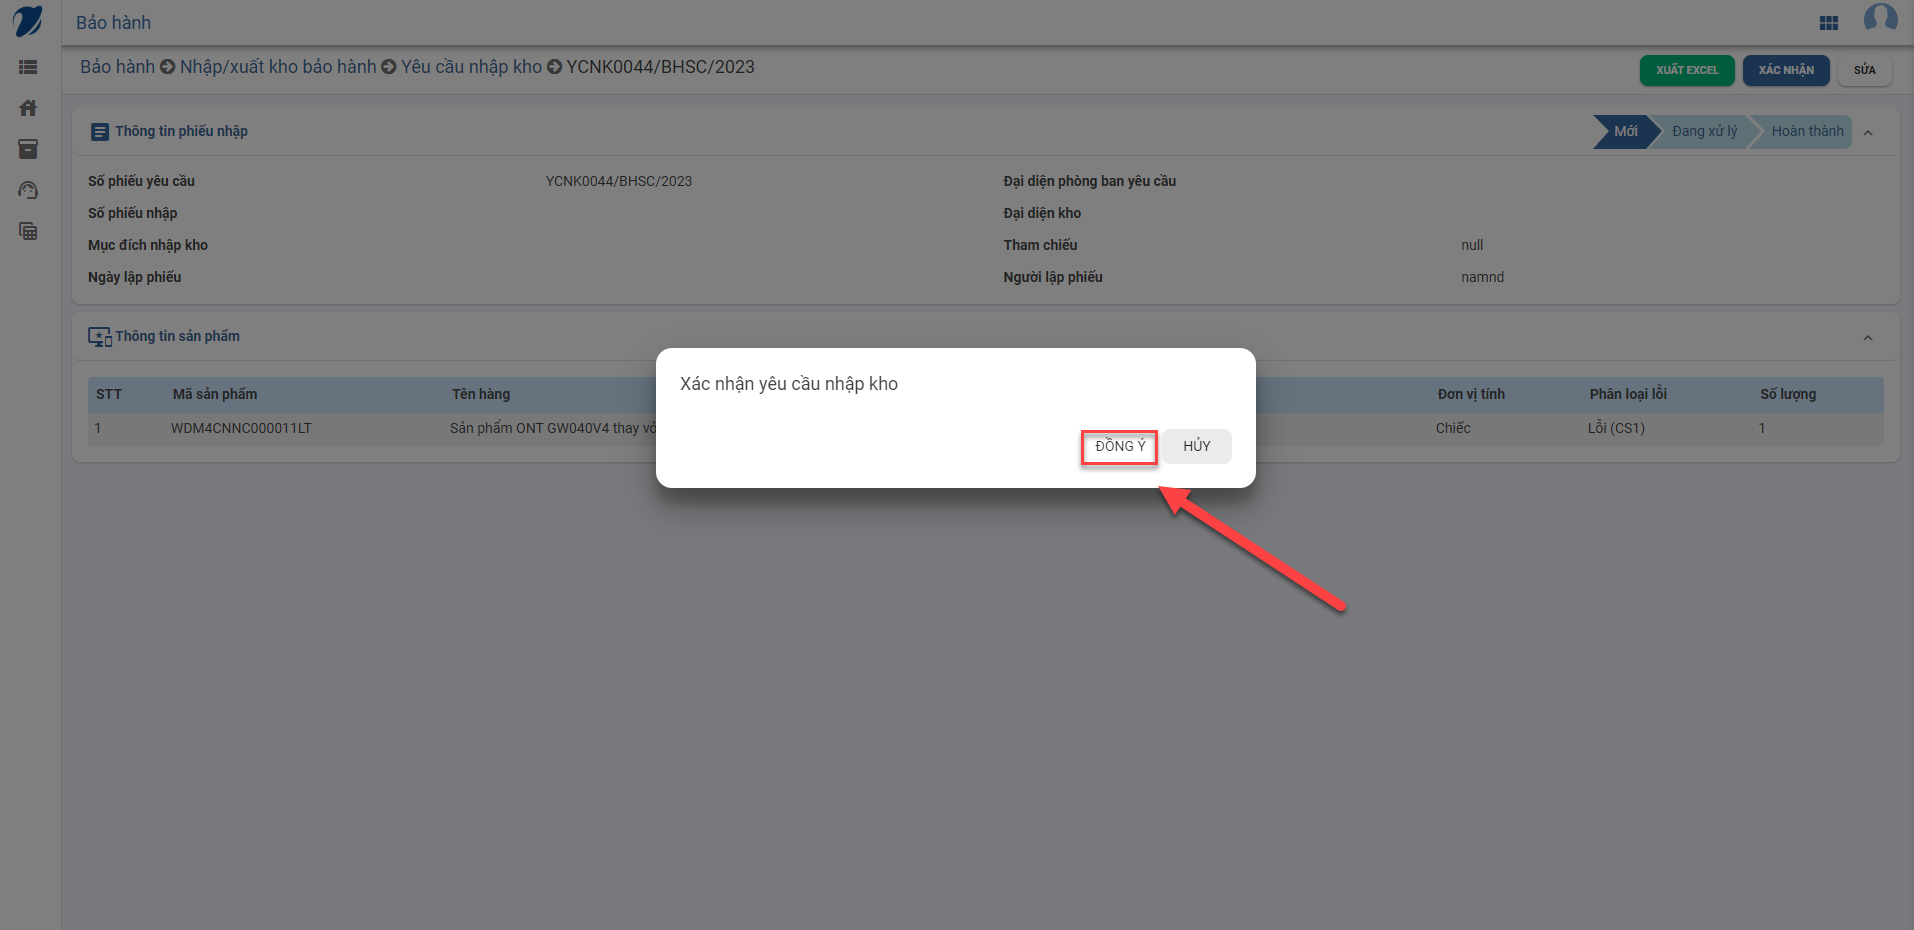 Bảo hành
Bảo hành Nhập/xuất kho bảo hành Yêu cầu nhập kho YCNK0044/BHSC/2023
XUẤT EXCEL XÁC NHẬN SỬA
Thông tin phiếu nhập
Mới Đang xử lý Hoàn thành
Số phiếu yêu cầu YCNK0044/BHSC/2023 Đại diện phòng ban yêu cầu
Số phiếu nhập Đại diện kho
Mục đích nhập kho Tham chiếu null
Ngày lập phiếu Người lập phiếu namnd
Thông tin sản phẩm
STT Mã sản phẩm Tên hàng Đơn vị tính Phân loại lỗi Số lượng
1 WDM4CNNC000011LT Sản phẩm ONT GW040V4 thay Chiếc Lỗi (CS1) 1
Xác nhận yêu cầu nhập kho
ĐỒNG Ý HỦY